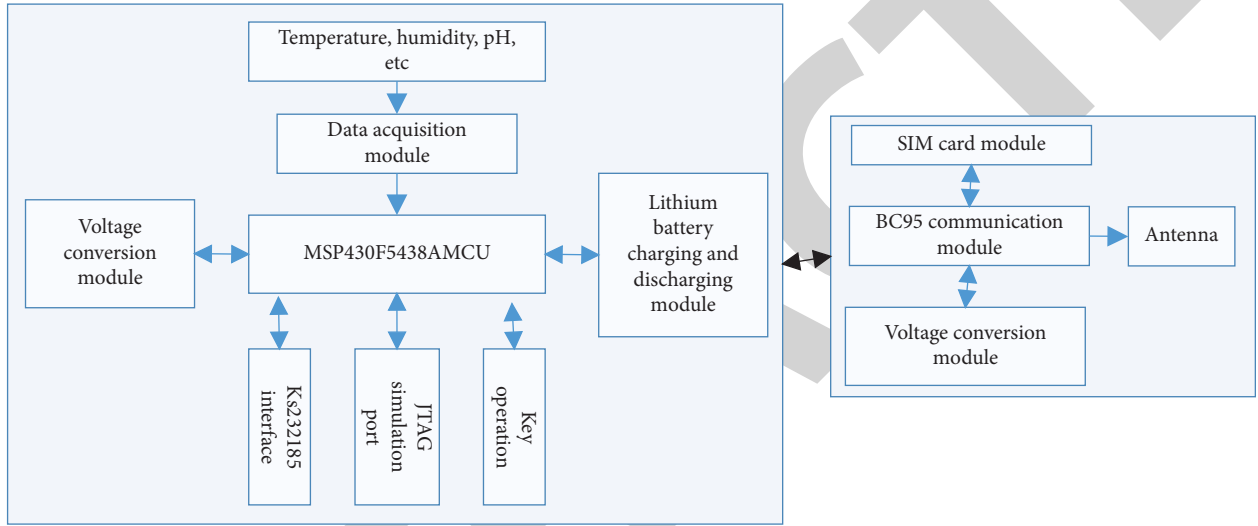 Temperature, humidity, pH,
etc
Data acquisition
module
Voltage
conversion
module
MSP430F5438AMCU
Lithium
battery
charging and
discharging
module
Ks232185
interface
JTAG
simulation
port
Key
operation
SIM card module
BC95 communication
module
Antenna
Voltage conversion
module